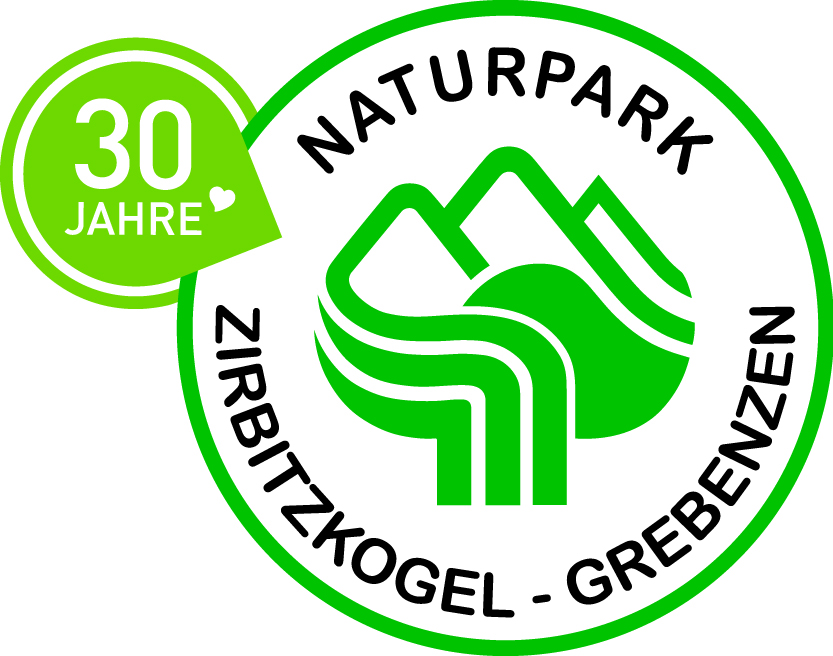 30
JAHRE
NATURPARK
ZIRBITZKOGEL - GREBENZEN